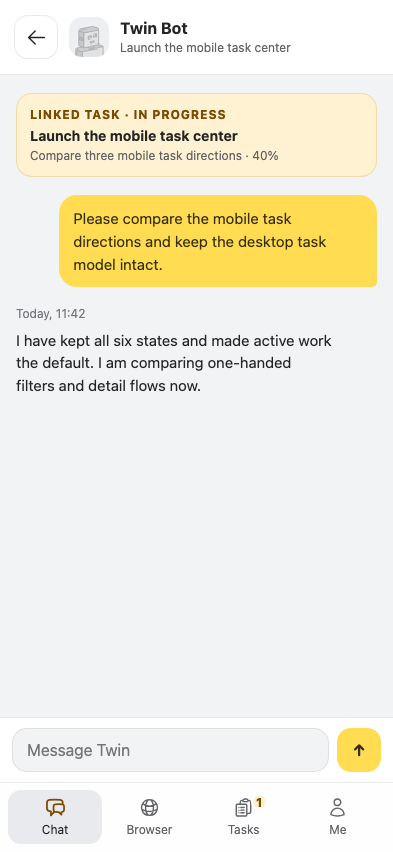 Twin Bot
Launch the mobile task center
LINKED TASK · IN PROGRESS
Launch the mobile task center
Compare three mobile task directions · 40%
Please compare the mobile task
directions and keep the desktop task
model intact.
Today, 11:42
I have kept all six states and made active work
the default. I am comparing one-handed
filters and detail flows now.
Message Twin
1
Chat
Browser
Tasks
Me